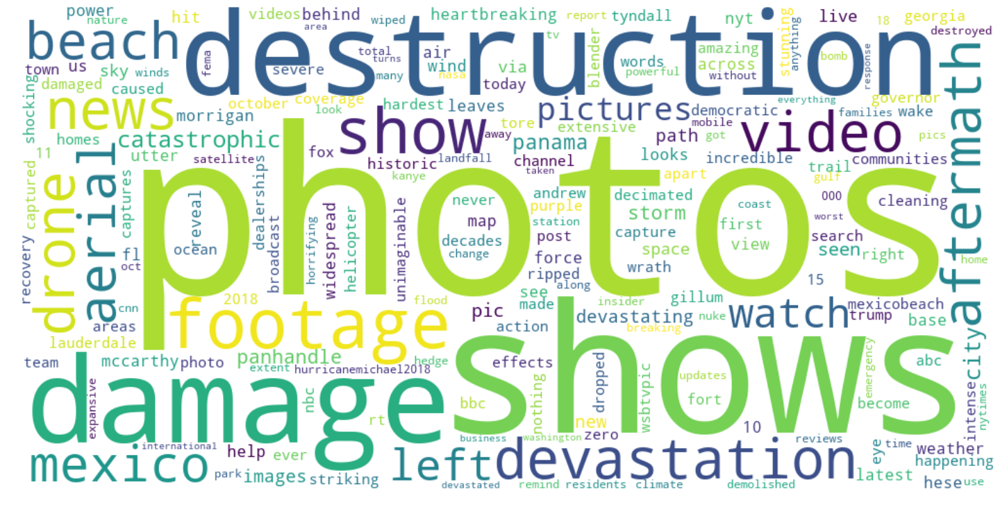 power
nature
hit
videos
behind
area
wiped
heartbreaking
report
tyndall
nyt
live
18
georgia
destroyed
beach
destruction
tv
stunning
anything
fema
total
turns
air
amazing
bomb
response
town
us
sky
winds
severe
many
wind
nasa
via
blender
words
powerful
across
without
damaged
caused
today
shocking
news
october
coverage
hardest
leaves
pictures
democratic
everything
governor
aftermath
morrigan
look
show
away
tore
extensive
mobile
families
wake
homes
catastrophic
fox
panama
path
got
video
pics
11
utter
satellite
historic
landfall
channel
looks
incredible
communities
aerial
kanye
taken
trail
gulf
captured
drone
captures
photos
reveal
dealerships
never
andrew
decimated
apart
coast
000
cleaning
purple
widespread
helicopter
unimaginable
map
station
storm
first
worst
recovery
fl
ocean
broadcast
horrifying
decades
post
capture
view
search
oct
change
force
space
seen
right
home
ripped
wrath
15
along
2018
flood
see
cnn
footage
pic
made
insider
gillum
watch
mexicobeach
areas
action
devastating
nuke
trump
base
lauderdale
breaking
city
team
mccarthy
photo
panhandle
hedge
effects
shows
abc
extent
hurricanemichael2018
dropped
wsbtvpic
updates
emergency
intense
nytimes
damage
expansive
nbc
bbc
nothing
fort
become
rt
new
10
zero
international
business
washington
reviews
eye
time
weather
mexico
help
ever
left
devastation
happening
park
images
striking
latest
devastated
remind
residents
climate
demolished
hese
use